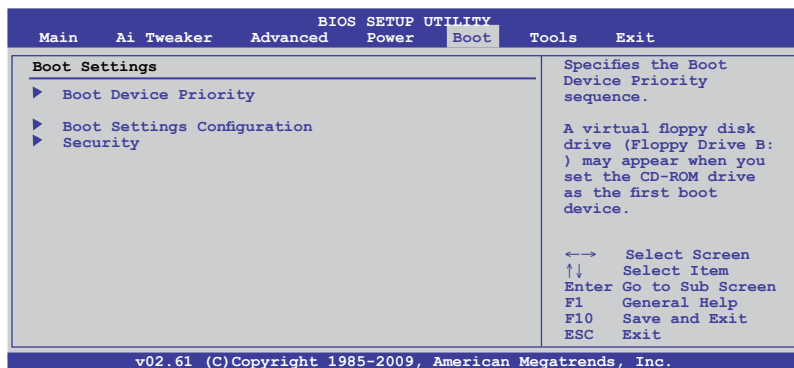 BIOS SETUP UTILITY
Main Ai Tweaker Advanced Power Boot Tools Exit
Boot Settings
Boot Device Priority
Boot Settings Configuration
Security
Specifies the Boot
Device Priority
sequence.
A virtual floppy disk
drive (Floppy Drive B:
) may appear when you
set the CD-ROM drive
as the first boot
device.
←→ Select Screen
↑↓ Select Item
Enter Go to Sub Screen
F1 General Help
F10 Save and Exit
ESC Exit
v02.61 (C)Copyright 1985-2009, American Megatrends, Inc.